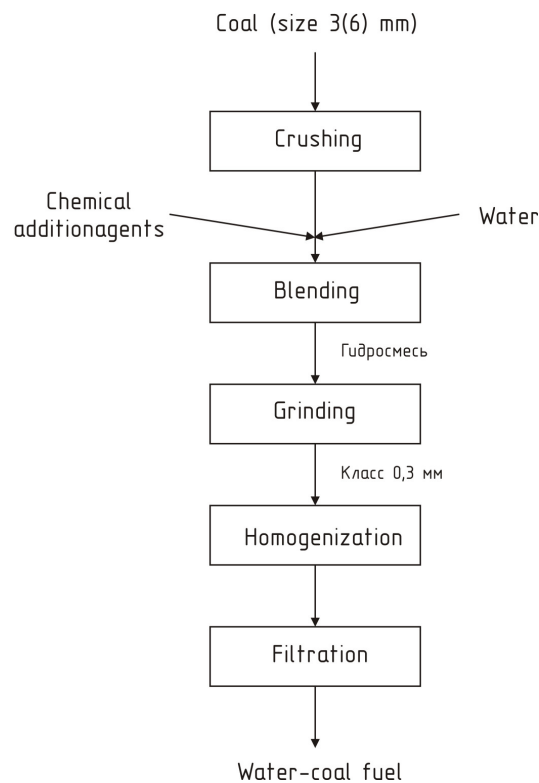 Coal (size 3(6) mm)
Crushing
Chemical
additionagents
Water
Blending
Гидросмесь
Grinding
Класс 0,3 мм
Homogenization
Filtration
Water-coal fuel